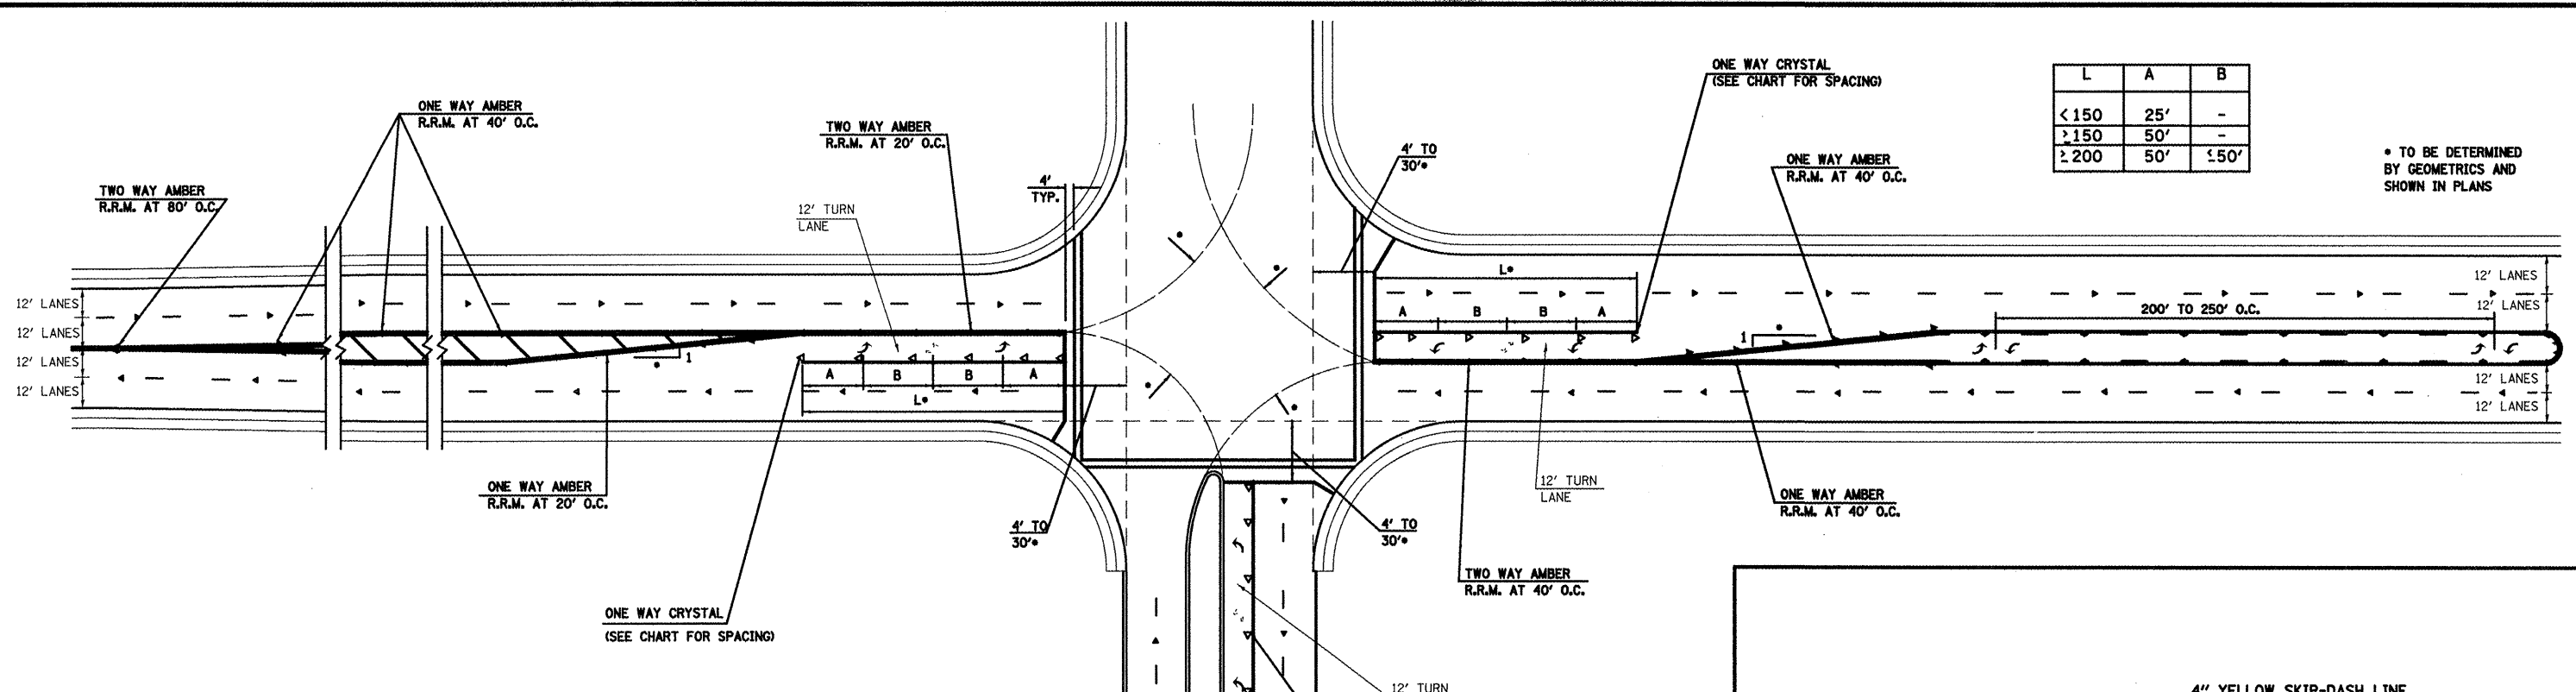 ONE WAY AMBER
R.R.M. AT 40' O.C.
TWO WAY AMBER
R.R.M. AT 80' O.C.
TWO WAY AMBER
R.R.M. AT 20' O.C.
4'
TYP.
12' TURN
LANE
ONE WAY CRYSTAL
(SEE CHART FOR SPACING)
4' TO
30'•
ONE WAY AMBER
R.R.M. AT 40' O.C.
L A B
<150 25' -
≥150 50' -
≥200 50' ≤50'
• TO BE DETERMINED
BY GEOMETRICS AND
SHOWN IN PLANS
12' LANES
12' LANES
12' LANES
12' LANES
•
1
A B B A
L•
•
•
•
•
L•
A B B A
1
•
200' TO 250' O.C.
12' LANES
12' LANES
12' LANES
12' LANES
ONE WAY AMBER
R.R.M. AT 20' O.C.
4' TO
30'•
4' TO
30'•
12' TURN
LANE
ONE WAY AMBER
R.R.M. AT 40' O.C.
TWO WAY AMBER
R.R.M. AT 40' O.C.
ONE WAY CRYSTAL
(SEE CHART FOR SPACING)
12' TURN
4" YELLOW SKIP-DASH LINE